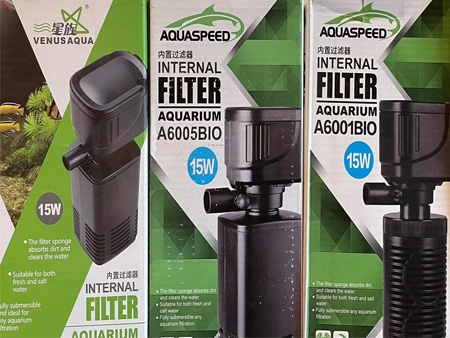 星族
VENUSAQUA
15W
The filter sponge
absorbs dirt and
clears the water
Suitable for both
fresh and salt
water
Fully submersible
and ideal for
any aquarium
filtration
内置过滤器
INTERNAL
FILTER
AQUARIUM
AQUASPEED
内置过滤器
INTERNAL
FILTER
AQUARIUM
A6005BIO
15W
The filter sponge absorbs dirt
and clears the water
Suitable for both fresh and salt
water
Fully submersible any aquarium
filtration
AQUASPEED
内置过滤器
INTERNAL
FILTER
AQUARIUM
A6001BIO
15W
The filter sponge absorbs dirt
and clears the water
Suitable for both fresh and salt
water
Fully submersible any aquarium
filtration